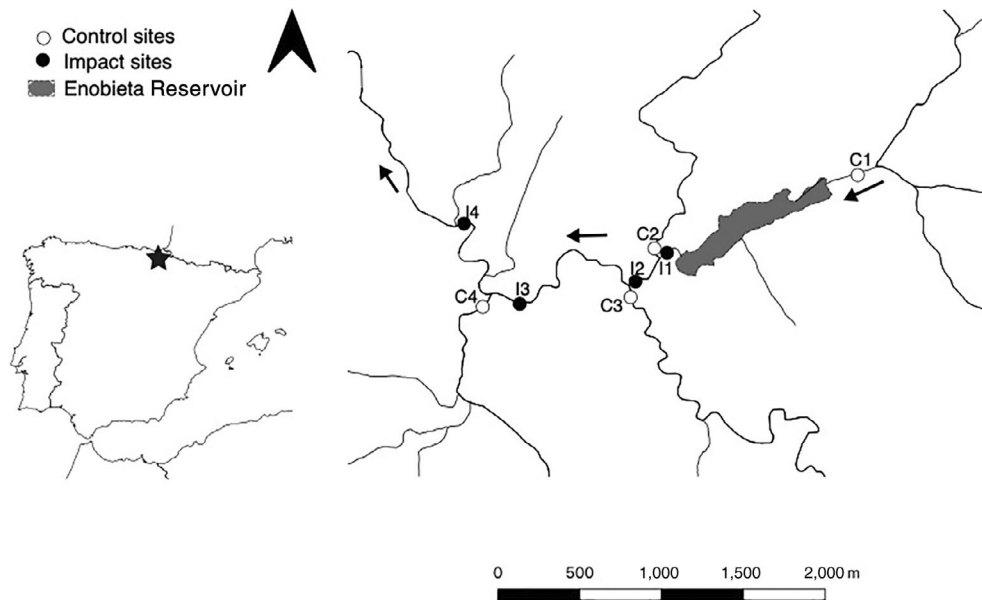 Control sites
Impact sites
Enobieta Reservoir
C1
I4
C2
I1
I2
C3
I3
C4
0 500 1,000 1,500 2,000 m